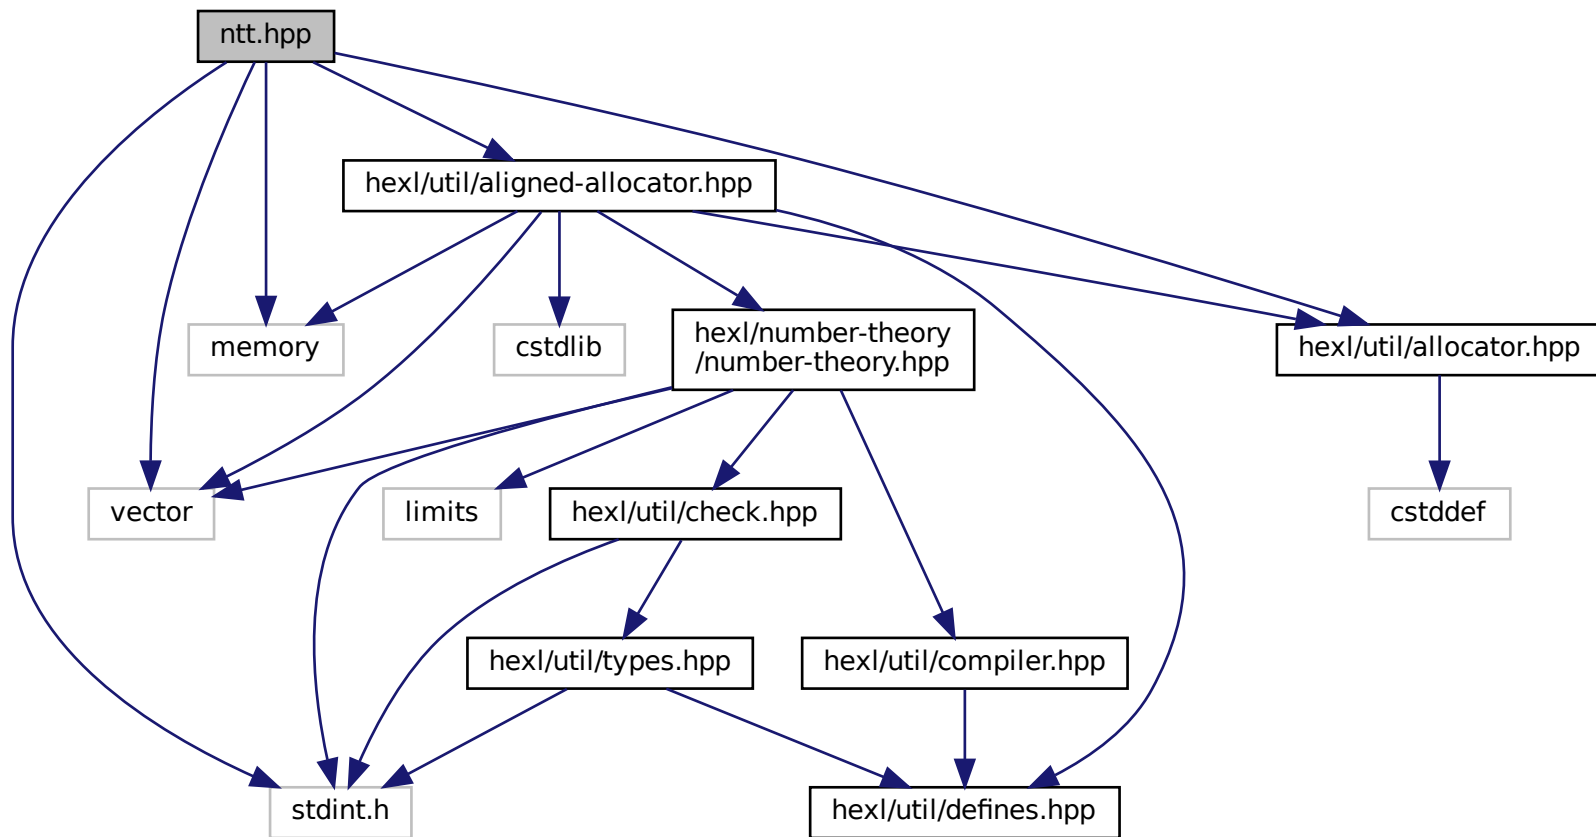 ntt.hpp
hexl/util/aligned-allocator.hpp
memory
cstdlib
hexl/number-theory
/number-theory.hpp
hexl/util/allocator.hpp
vector
limits
hexl/util/check.hpp
cstddef
hexl/util/types.hpp
hexl/util/compiler.hpp
stdint.h
hexl/util/defines.hpp